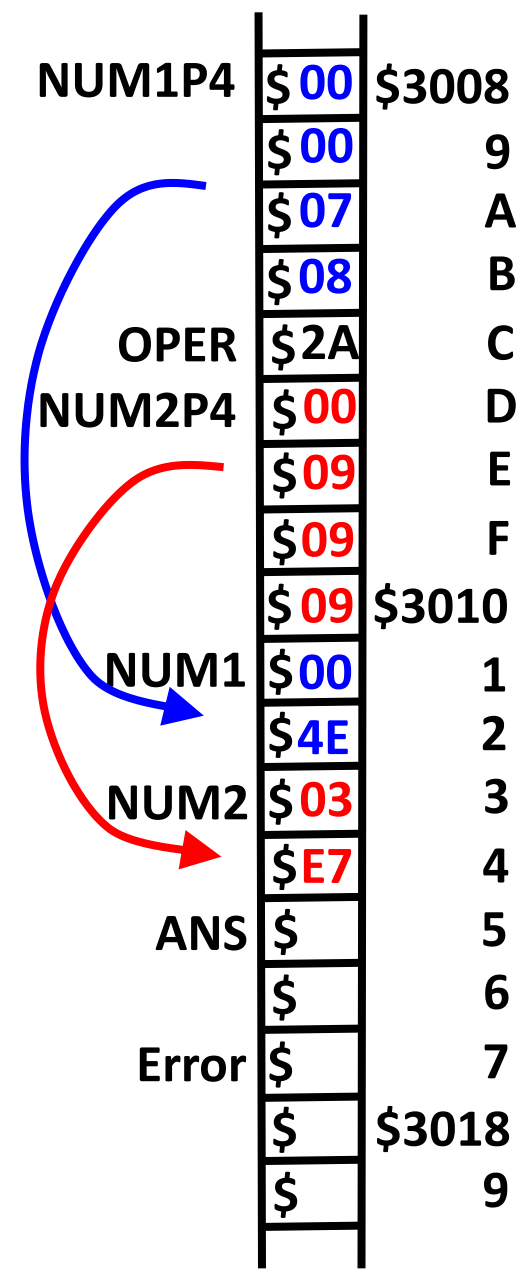 NUM1P4 $ 00 $3008
$ 00 9
$ 07 A
$ 08 B
OPER $ 2A C
NUM2P4 $ 00 D
$ 09 E
$ 09 F
$ 09 $3010
NUM1 $ 00 1
$ 4E 2
NUM2 $ 03 3
$ E7 4
ANS $ 5
$ 6
Error $ 7
$ $3018
$ 9